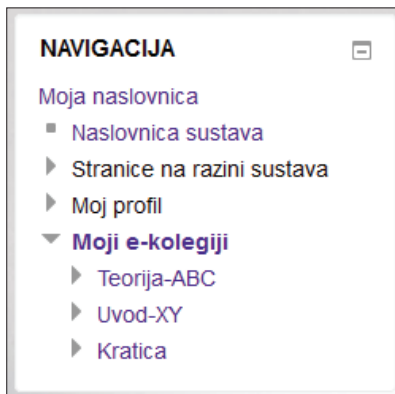 NAVIGACIJA
Moja naslovnica
Naslovnica sustava
Stranice na razini sustava
Moj profil
Moji e-kolegiji
Teorija-ABC
Uvod-XY
Kratica